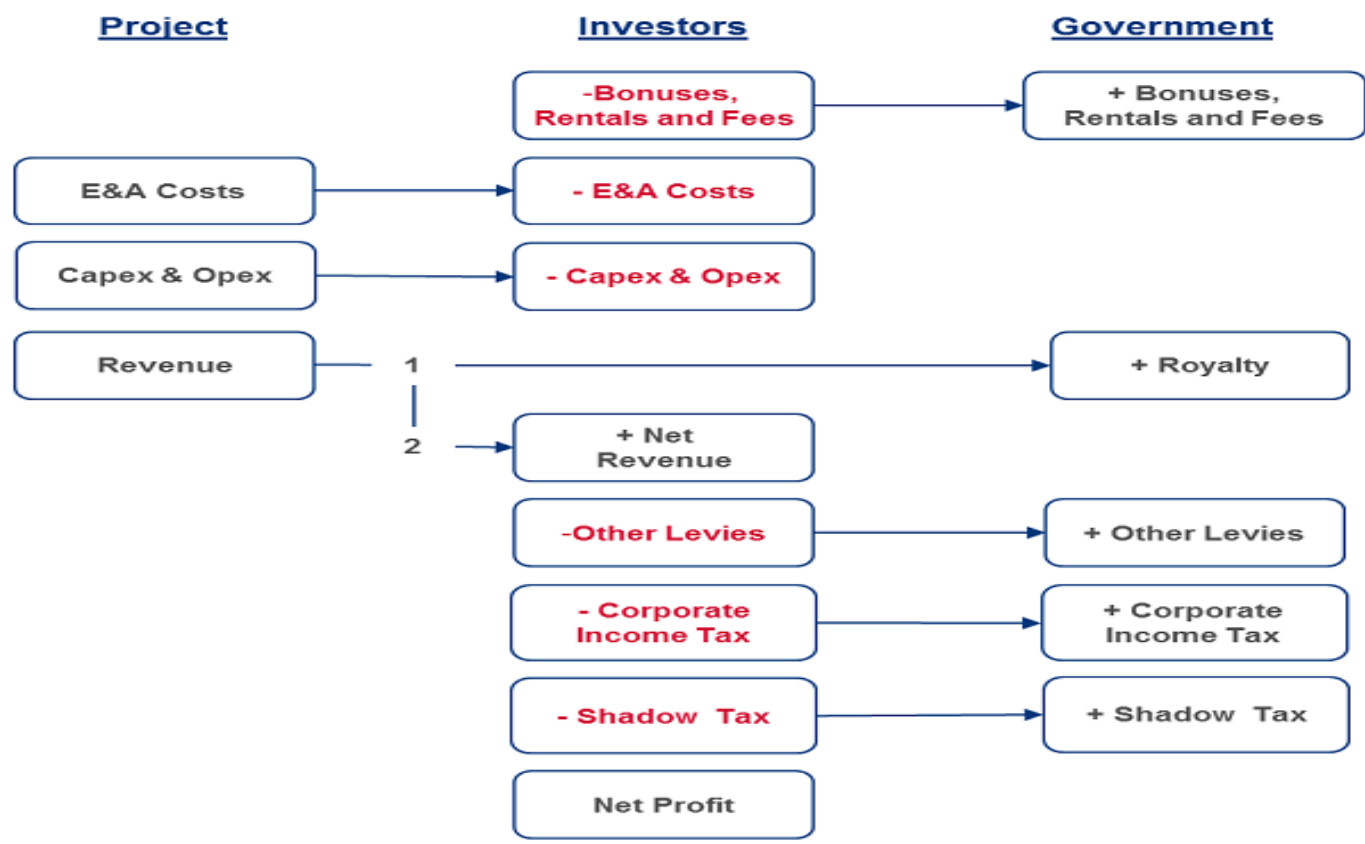 Project
Investors
Government
-Bonuses,
Rentals and Fees
+ Bonuses,
Rentals and Fees
E&A Costs
- E&A Costs
Capex & Opex
- Capex & Opex
Revenue
1
+ Royalty
2
+ Net
Revenue
-Other Levies
+ Other Levies
- Corporate
Income Tax
+ Corporate
Income Tax
- Shadow Tax
+ Shadow Tax
Net Profit